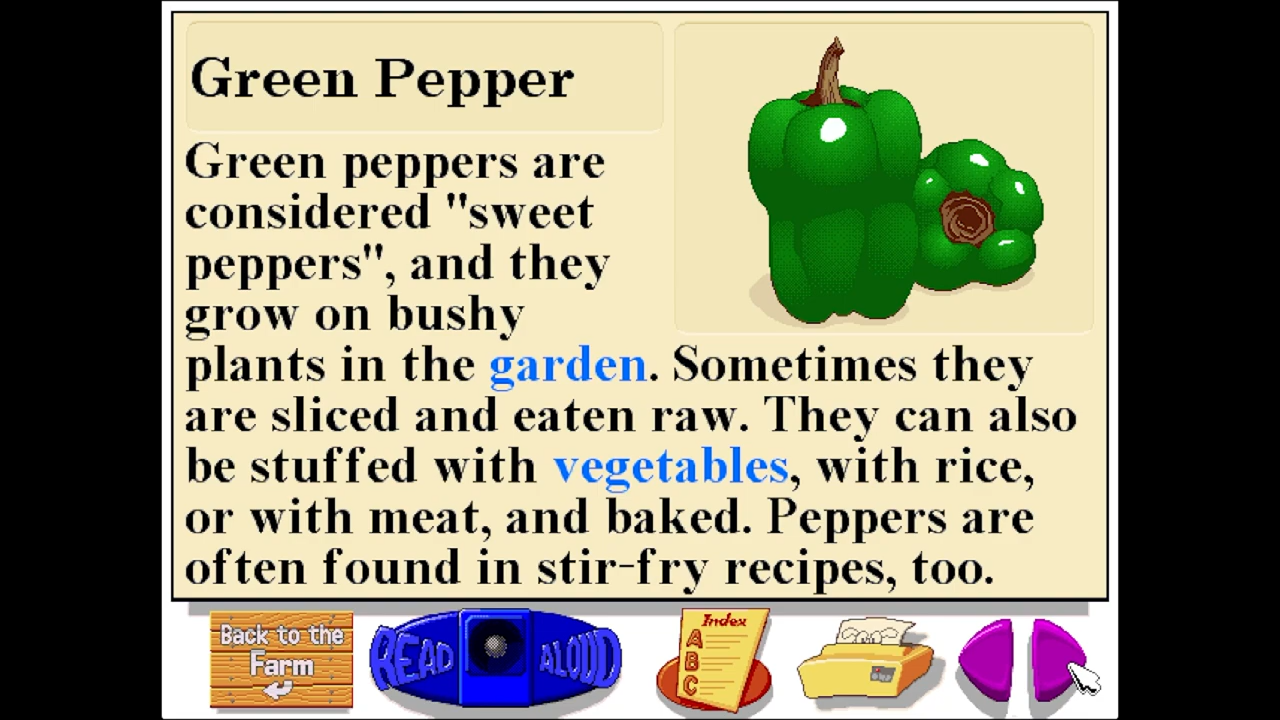 Green Pepper
Green peppers are
considered "sweet
peppers", and they
grow on bushy
plants in the garden. Sometimes they
are sliced and eaten raw. They can also
be stuffed with vegetables, with rice,
or with meat, and baked. Peppers are
often found in stir-fry recipes, too.
Back to the
Farm
READ ALOUD
Index
A
B
C